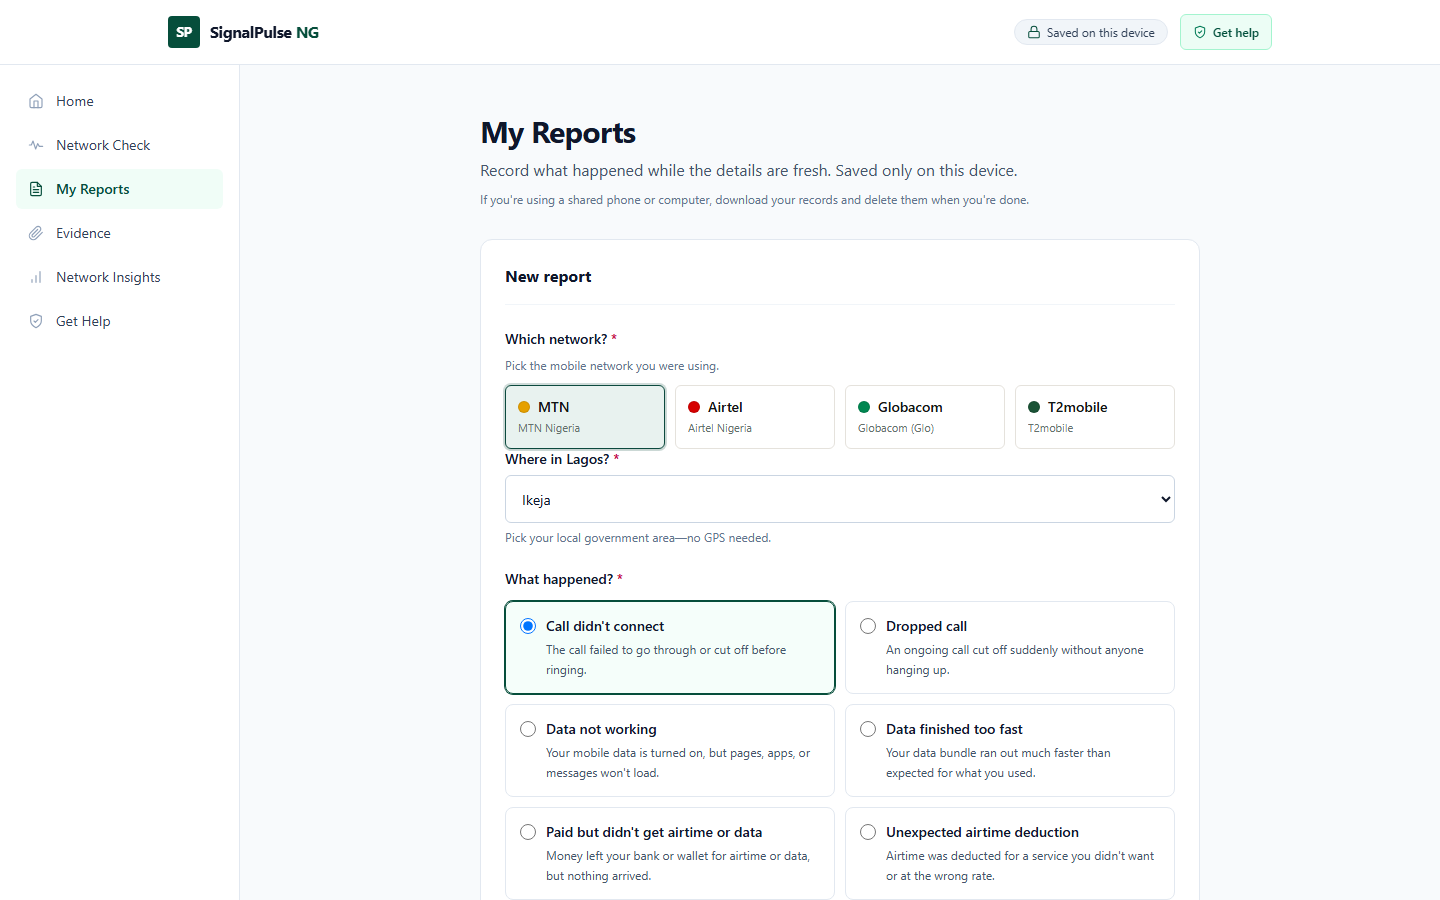 SP SignalPulse NG
Saved on this device
Get help
Home
Network Check
My Reports
Evidence
Network Insights
Get Help
My Reports
Record what happened while the details are fresh. Saved only on this device.
If you're using a shared phone or computer, download your records and delete them when you're done.
New report
Which network? *
Pick the mobile network you were using.
MTN
MTN Nigeria
Airtel
Airtel Nigeria
Globacom
Globacom (Glo)
T2mobile
T2mobile
Where in Lagos? *
Ikeja
Pick your local government area—no GPS needed.
What happened? *
Call didn't connect
The call failed to go through or cut off before
ringing.
Dropped call
An ongoing call cut off suddenly without anyone
hanging up.
Data not working
Your mobile data is turned on, but pages, apps, or
messages won't load.
Data finished too fast
Your data bundle ran out much faster than
expected for what you used.
Paid but didn't get airtime or data
Money left your bank or wallet for airtime or data,
but nothing arrived.
Unexpected airtime deduction
Airtime was deducted for a service you didn't want
or at the wrong rate.